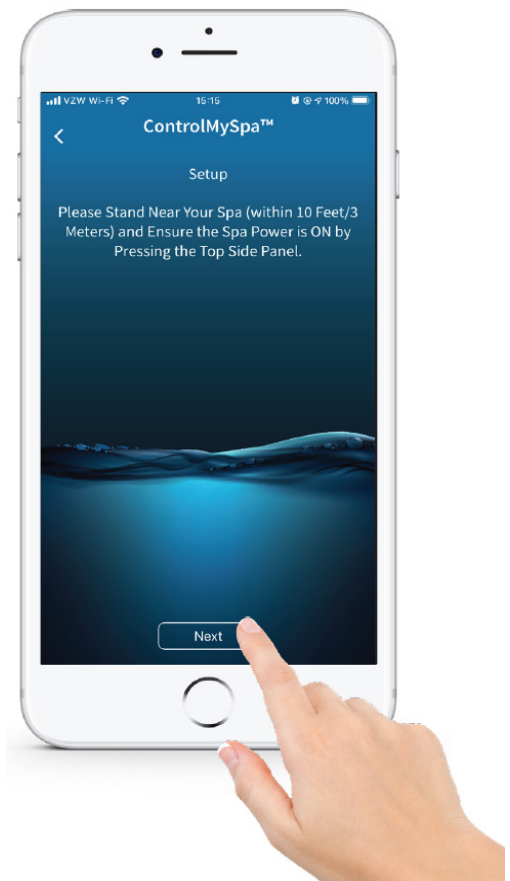 VZW Wi-Fi 15:15 100%
ControlMySpa™
Setup
Please Stand Near Your Spa (within 10 Feet/3
Meters) and Ensure the Spa Power is ON by
Pressing the Top Side Panel.
Next